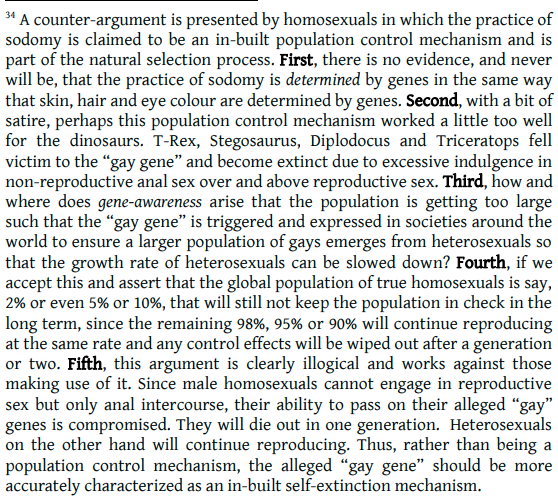 34 A counter-argument is presented by homosexuals in which the practice of
sodomy is claimed to be an in-built population control mechanism and is
part of the natural selection process. First, there is no evidence, and never
will be, that the practice of sodomy is determined by genes in the same way
that skin, hair and eye colour are determined by genes. Second, with a bit of
satire, perhaps this population control mechanism worked a little too well
for the dinosaurs. T-Rex, Stegosaurus, Diplodocus and Triceratops fell
victim to the “gay gene” and become extinct due to excessive indulgence in
non-reproductive anal sex over and above reproductive sex. Third, how and
where does gene-awareness arise that the population is getting too large
such that the “gay gene” is triggered and expressed in societies around the
world to ensure a larger population of gays emerges from heterosexuals so
that the growth rate of heterosexuals can be slowed down? Fourth, if we
accept this and assert that the global population of true homosexuals is say,
2% or even 5% or 10%, that will still not keep the population in check in the
long term, since the remaining 98%, 95% or 90% will continue reproducing
at the same rate and any control effects will be wiped out after a generation
or two. Fifth, this argument is clearly illogical and works against those
making use of it. Since male homosexuals cannot engage in reproductive
sex but only anal intercourse, their ability to pass on their alleged “gay”
genes is compromised. They will die out in one generation. Heterosexuals
on the other hand will continue reproducing. Thus, rather than being a
population control mechanism, the alleged “gay gene” should be more
accurately characterized as an in-built self-extinction mechanism.